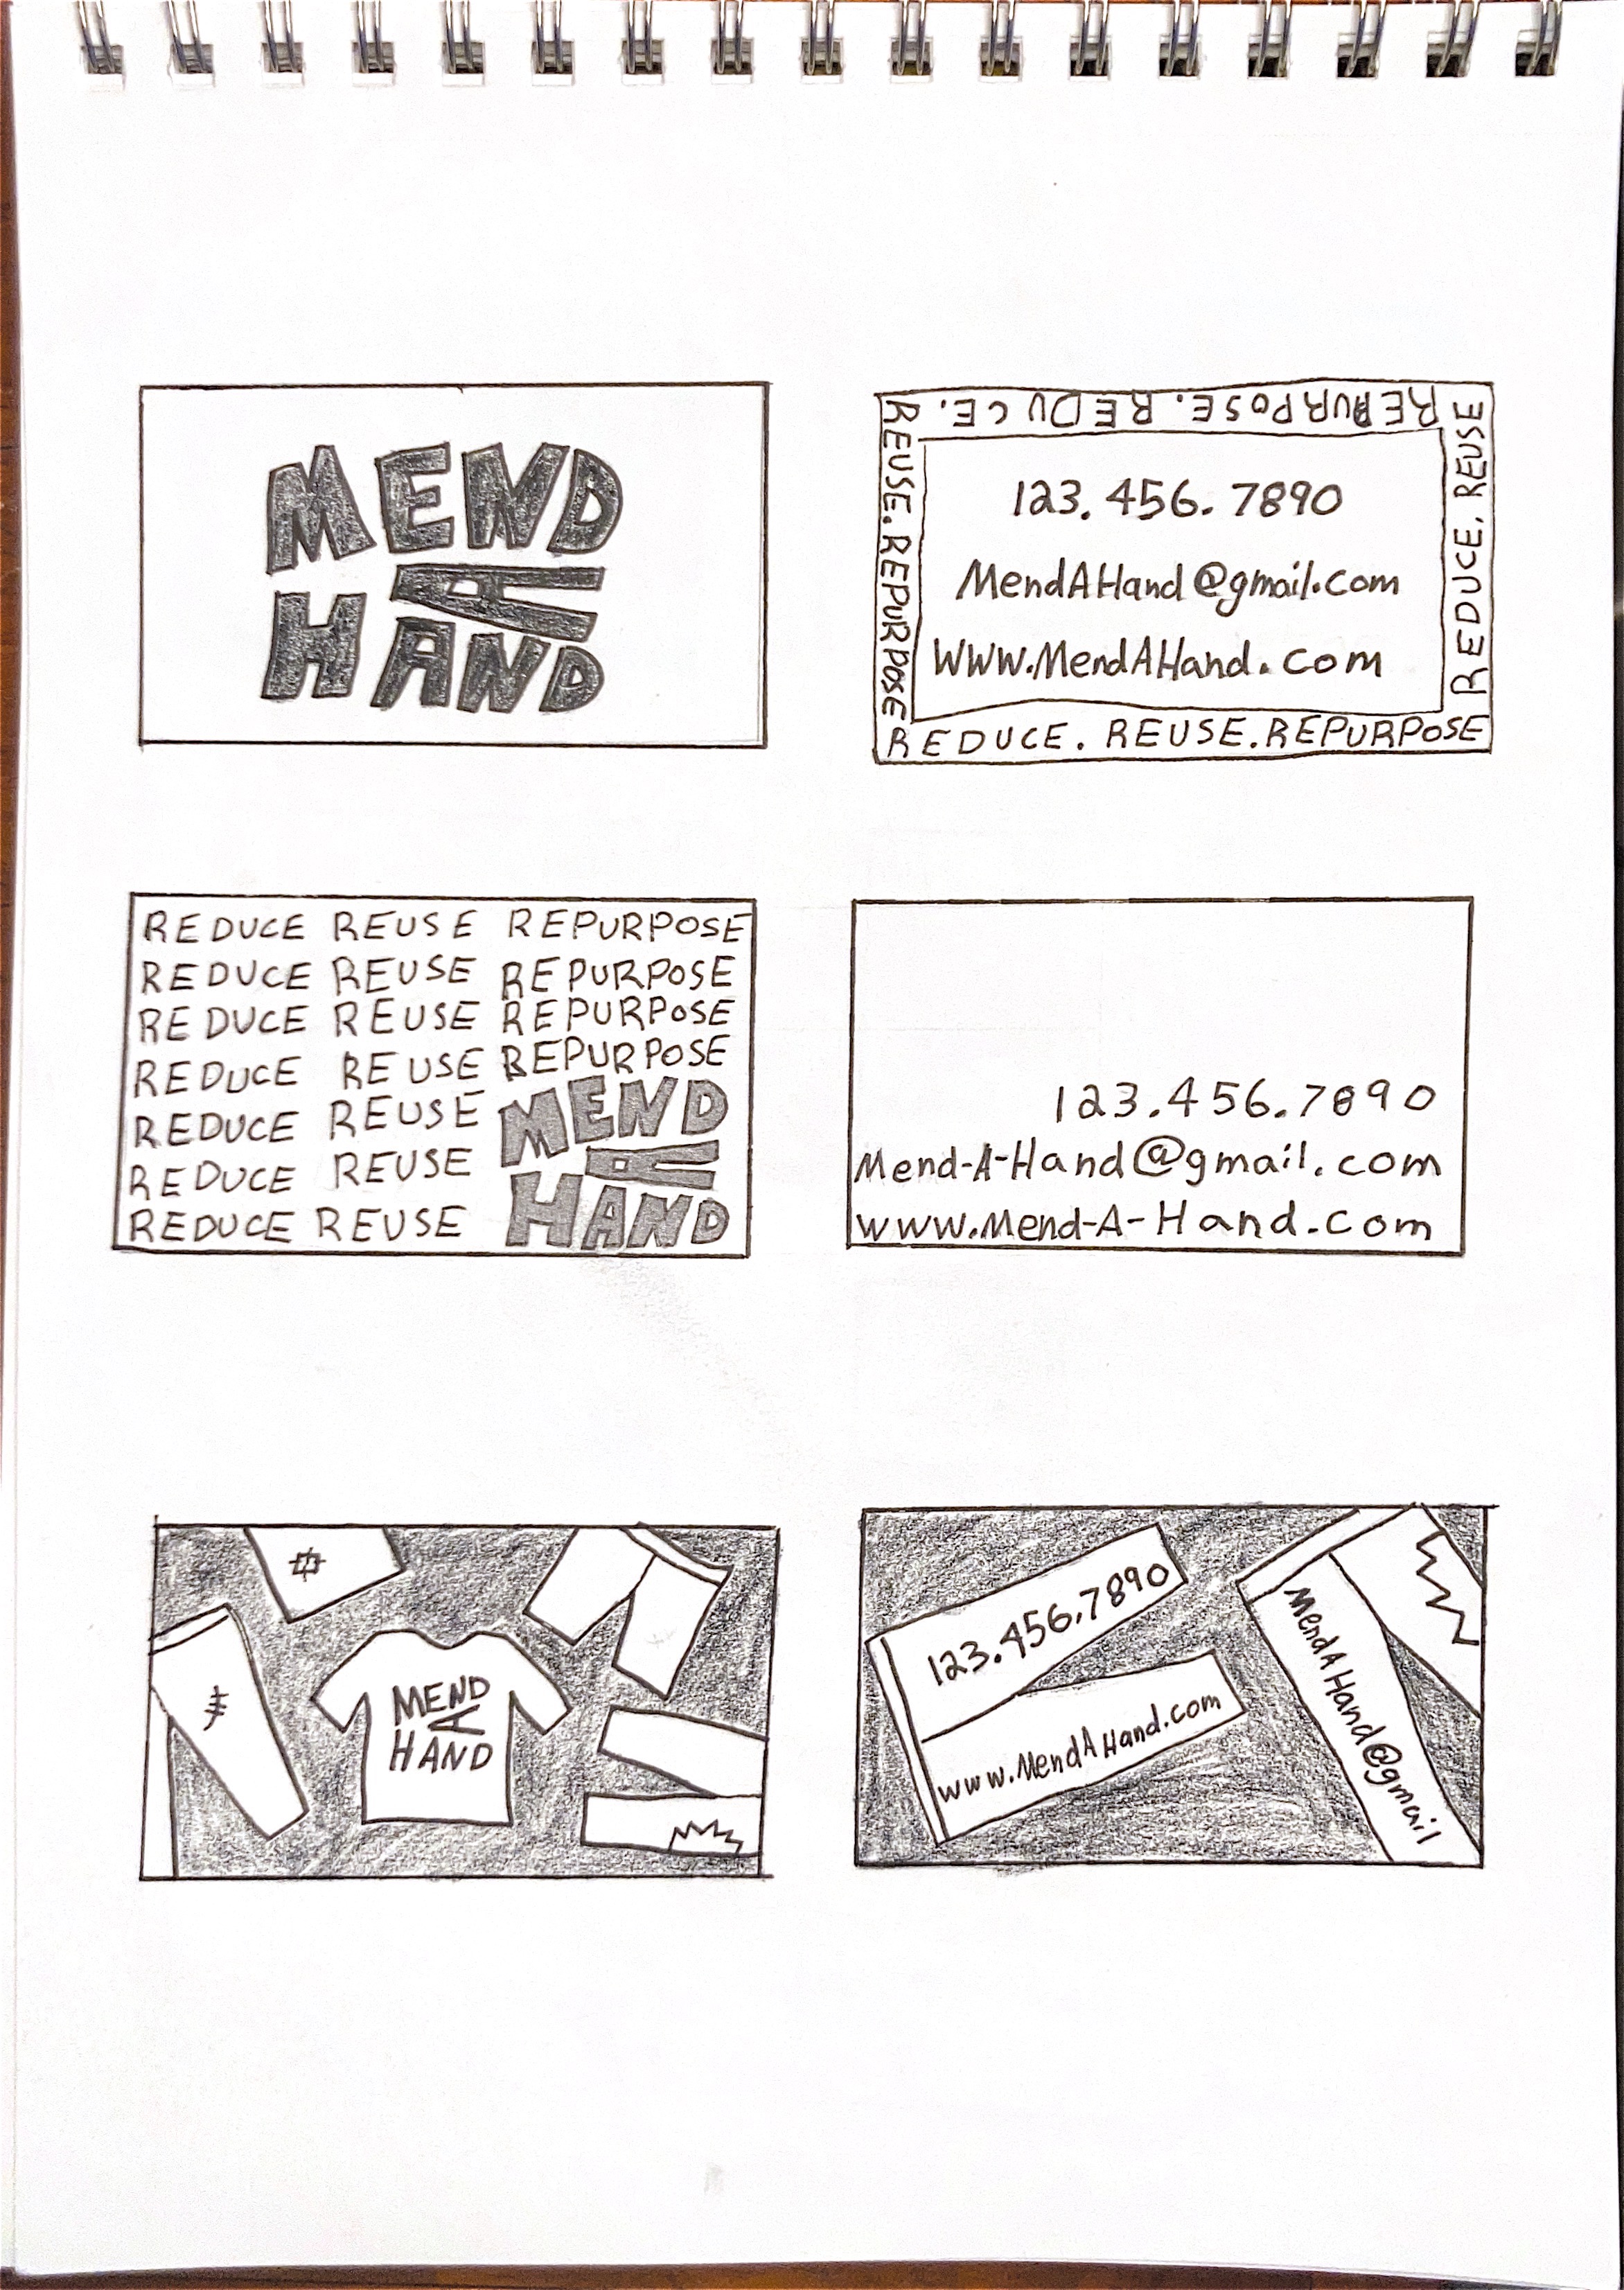 MEND
A
HAND
REPURPOSE. REDUCE.
REUSE. REPURPOSE
REDUCE. REUSE
REDUCE. REUSE. REPURPOSE
123. 456. 7890
MendAHand@gmail.com
WWW.MendAHand.com
REDUCE REUSE REPURPOSE
REDUCE REUSE REPURPOSE
REDUCE REUSE REPURPOSE
REDUCE REUSE REPURPOSE
REDUCE REUSE
REDUCE REUSE
REDUCE REUSE
MEND
A
HAND
123.456.7890
Mend-A-Hand@gmail.com
www.Mend-A-Hand.com
MEND
A
HAND
123.456.7890
www.MendAHand.com
MendAHand@gmail